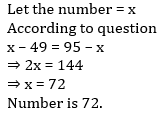 Let the number = x
According to question
x – 49 = 95 – x
⇒ 2x = 144
⇒ x = 72
Number is 72.